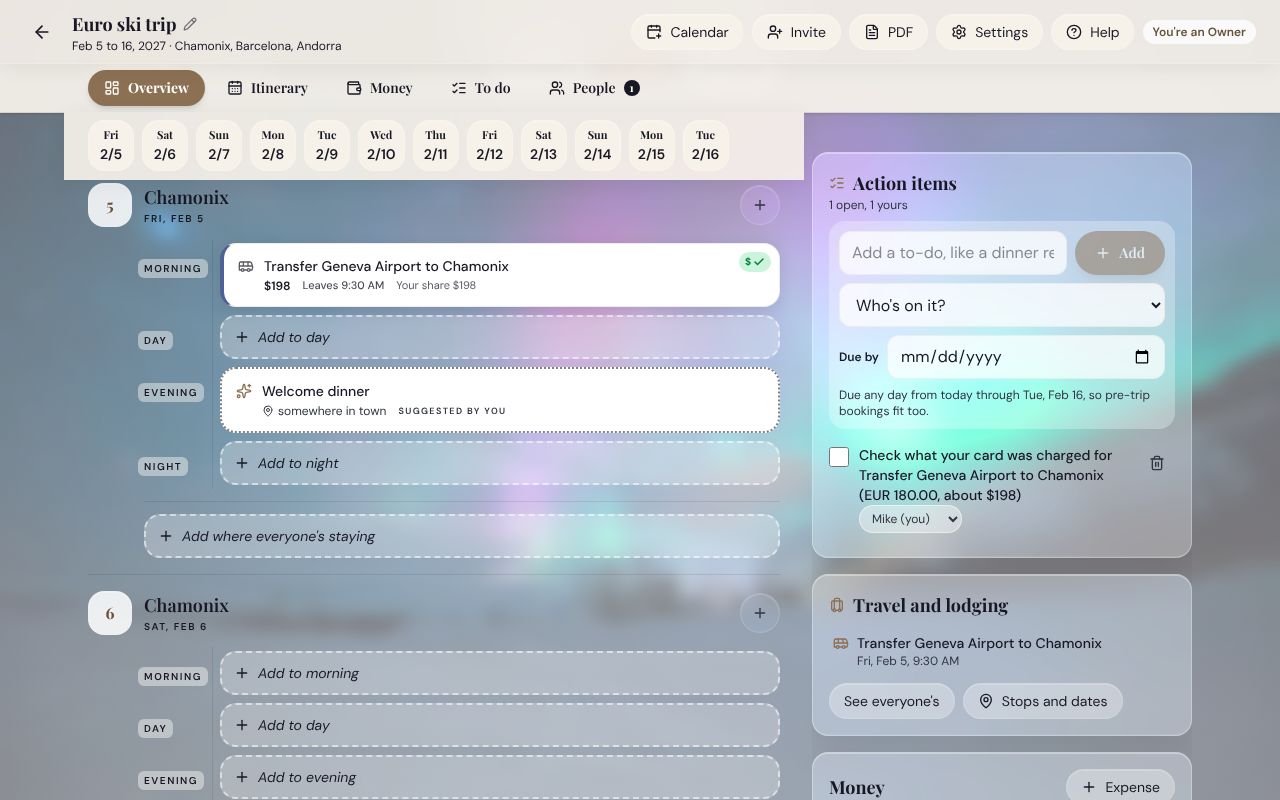 Euro ski trip
Feb 5 to 16, 2027 · Chamonix, Barcelona, Andorra
Calendar
Invite
PDF
Settings
Help
You're an Owner
Overview
Itinerary
Money
To do
People 1
Fri 2/5
Sat 2/6
Sun 2/7
Mon 2/8
Tue 2/9
Wed 2/10
Thu 2/11
Fri 2/12
Sat 2/13
Sun 2/14
Mon 2/15
Tue 2/16
5
Chamonix
FRI, FEB 5
MORNING
Transfer Geneva Airport to Chamonix
$198 Leaves 9:30 AM Your share $198
$
DAY
Add to day
EVENING
Welcome dinner
somewhere in town SUGGESTED BY YOU
NIGHT
Add to night
Add where everyone's staying
6
Chamonix
SAT, FEB 6
MORNING
Add to morning
DAY
Add to day
EVENING
Add to evening
Action items
1 open, 1 yours
Add a to-do, like a dinner re
Add
Who's on it?
Due by
mm/dd/yyyy
Due any day from today through Tue, Feb 16, so pre-trip
bookings fit too.
Check what your card was charged for
Transfer Geneva Airport to Chamonix
(EUR 180.00, about $198)
Mike (you)
Travel and lodging
Transfer Geneva Airport to Chamonix
Fri, Feb 5, 9:30 AM
See everyone's
Stops and dates
Money
Expense